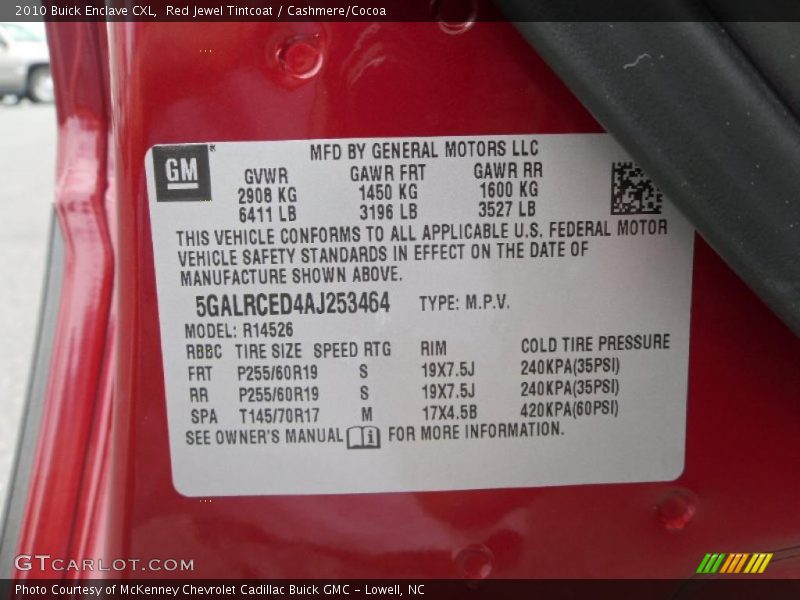 2010 Buick Enclave CXL, Red Jewel Tintcoat / Cashmere/Cocoa
GM
MFD BY GENERAL MOTORS LLC
GVWR GAWR FRT GAWR RR
2908 KG 1450 KG 1600 KG
6411 LB 3196 LB 3527 LB
THIS VEHICLE CONFORMS TO ALL APPLICABLE U.S. FEDERAL MOTOR
VEHICLE SAFETY STANDARDS IN EFFECT ON THE DATE OF
MANUFACTURE SHOWN ABOVE.
5GALRCED4AJ253464 TYPE: M.P.V.
MODEL: R14526
RBBC TIRE SIZE SPEED RTG RIM COLD TIRE PRESSURE
FRT P255/60R19 S 19X7.5J 240KPA(35PSI)
RR P255/60R19 S 19X7.5J 240KPA(35PSI)
SPA T145/70R17 M 17X4.5B 420KPA(60PSI)
SEE OWNER'S MANUAL FOR MORE INFORMATION.
GTCARLOT.COM
Photo Courtesy of McKenney Chevrolet Cadillac Buick GMC - Lowell, NC